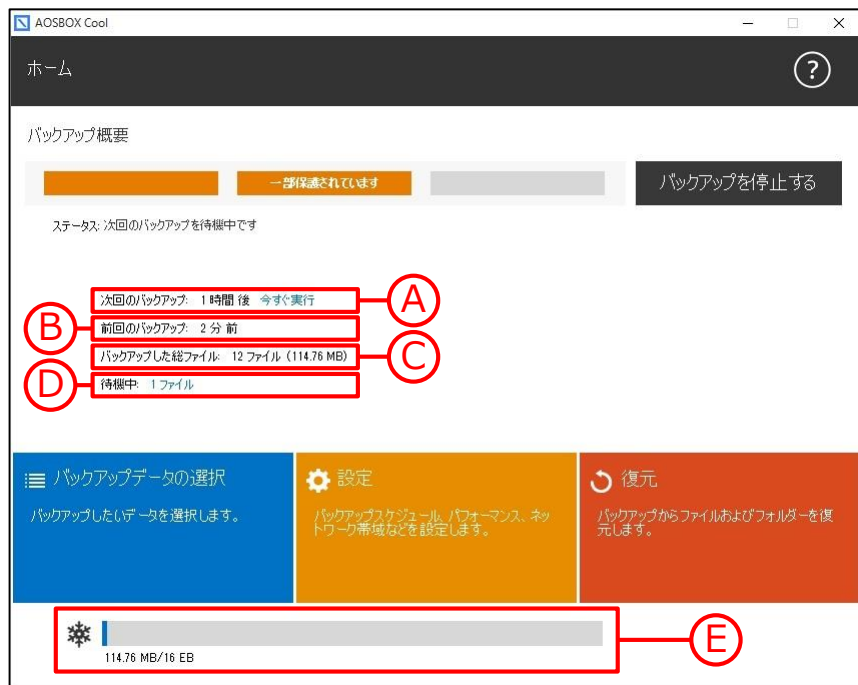 AOSBOX Cool
ホーム
?
バックアップ概要
一部保護されています
バックアップを停止する
ステータス: 次回のバックアップを待機中です
次回のバックアップ: 1 時間 後 今すぐ実行
A
B
前回のバックアップ: 2 分 前
バックアップした総ファイル: 12 ファイル (114.76 MB)
C
D
待機中: 1 ファイル
バックアップデータの選択
バックアップしたいデータを選択します。
設定
バックアップスケジュール、パフォーマンス、ネッ
トワーク帯域などを設定します。
復元
バックアップからファイルおよびフォルダーを復
元します。
E
114.76 MB/16 EB